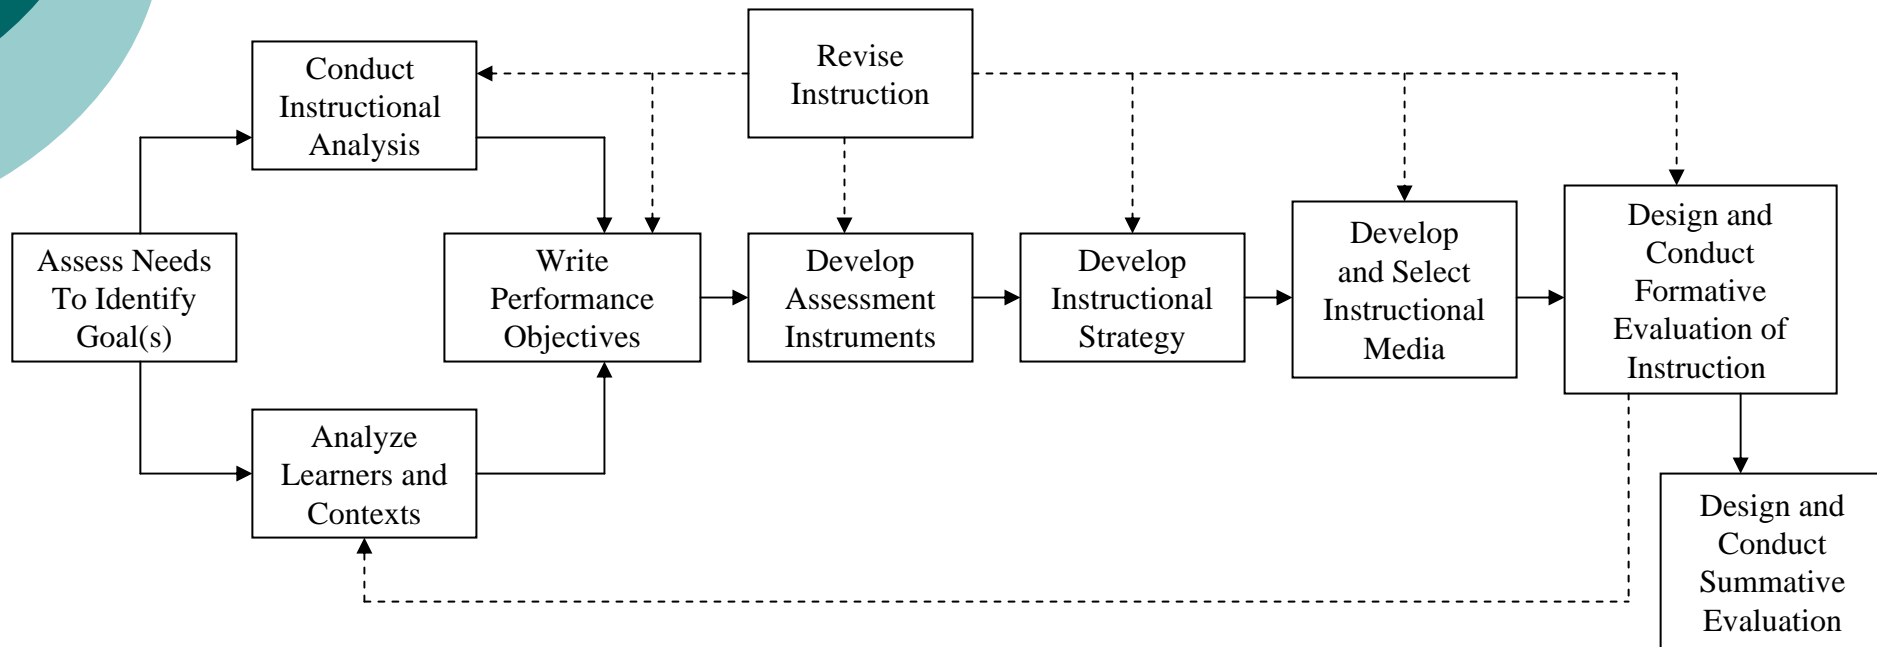 Revise
Instruction
Conduct
Instructional
Analysis
Assess Needs
To Identify
Goal(s)
Write
Performance
Objectives
Develop
Assessment
Instruments
Develop
Instructional
Strategy
Develop
and Select
Instructional
Media
Design and
Conduct
Formative
Evaluation of
Instruction
Analyze
Learners and
Contexts
Design and
Conduct
Summative
Evaluation